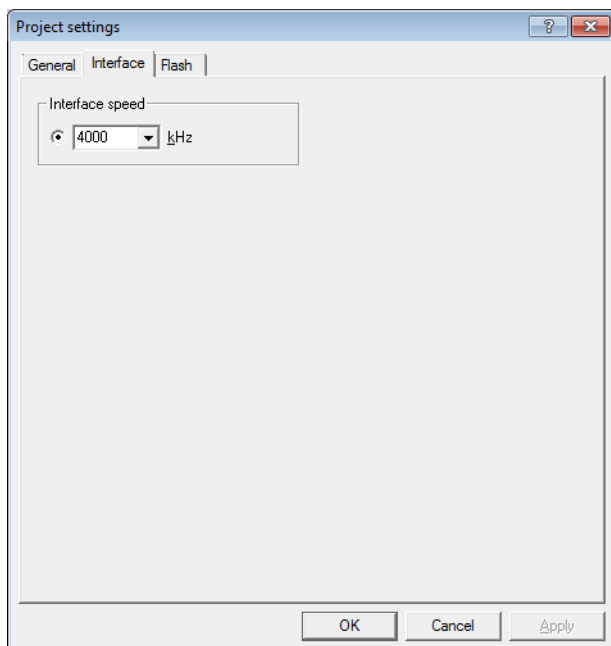 Project settings
General Interface Flash
Interface speed
4000 kHz
OK Cancel Apply